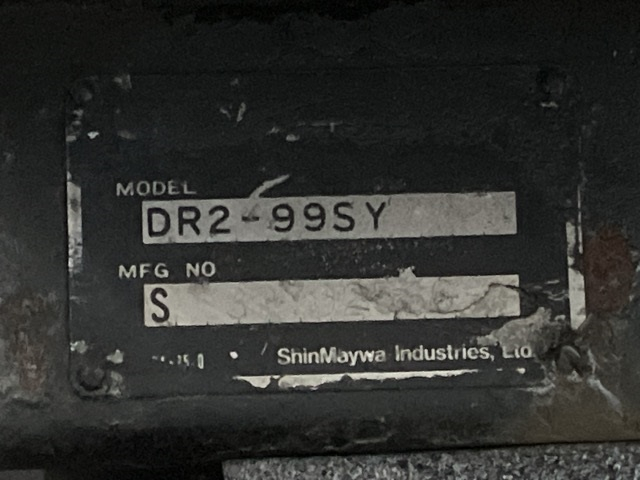 MODEL
DR2-99SY
MFG NO
S
ShinMaywa Industries, Ltd